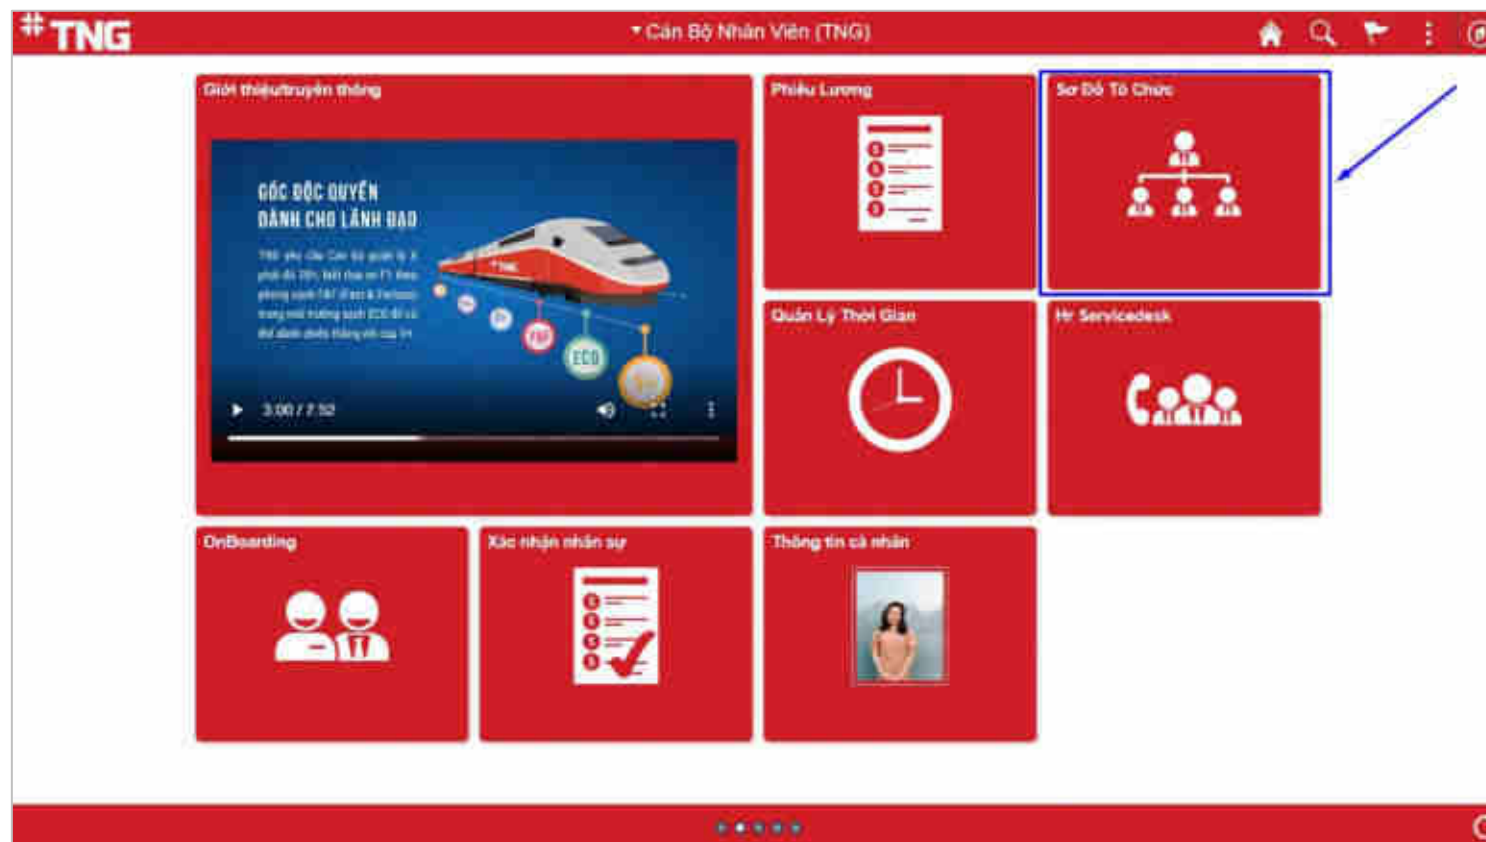 TNG
Cán Bộ Nhân Viên (TNG)
Giới thiệu/truyền thông
Phiếu Lương
Sơ Đồ Tổ Chức
GÓC ĐỘC QUYỀN
DÀNH CHO LÃNH ĐẠO
TNG
FBF
ECO
3:00 / 7:52
Quản Lý Thời Gian
Hr Servicedesk
OnBoarding
Xác nhận nhân sự
Thông tin cá nhân